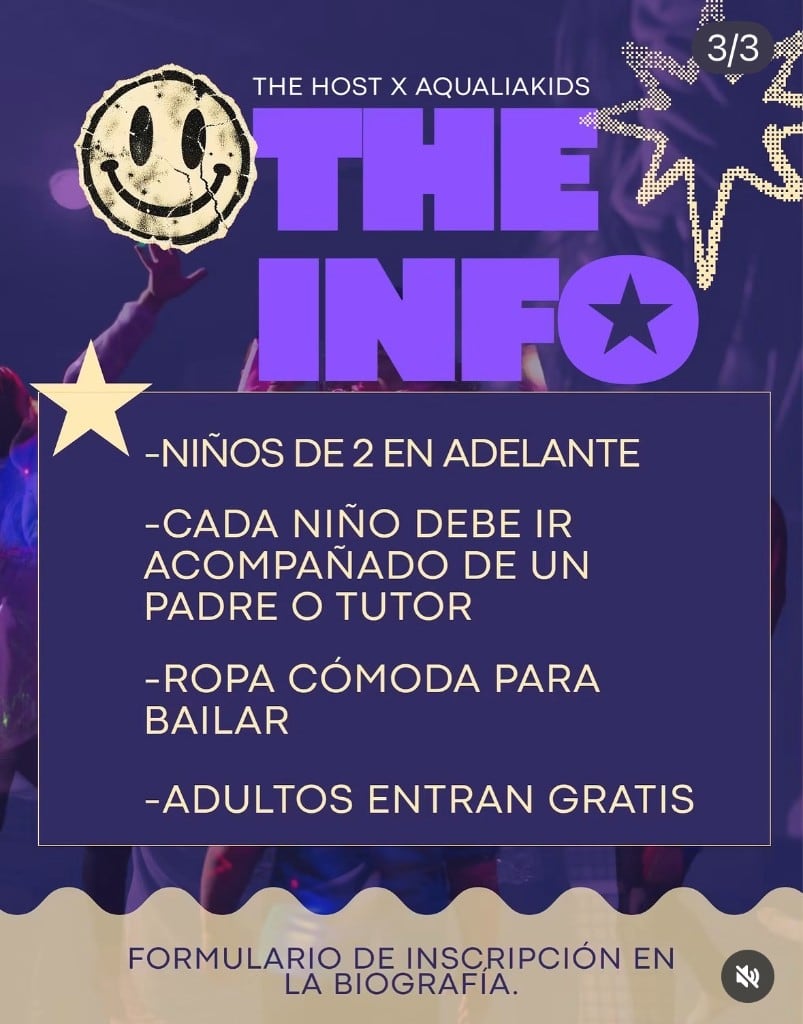 3/3
THE HOST X AQUALIAKIDS
THE
INFO
-NIÑOS DE 2 EN ADELANTE
-CADA NIÑO DEBE IR
ACOMPAÑADO DE UN
PADRE O TUTOR
-ROPA CÓMODA PARA
BAILAR
-ADULTOS ENTRAN GRATIS
FORMULARIO DE INSCRIPCIÓN EN
LA BIOGRAFÍA.